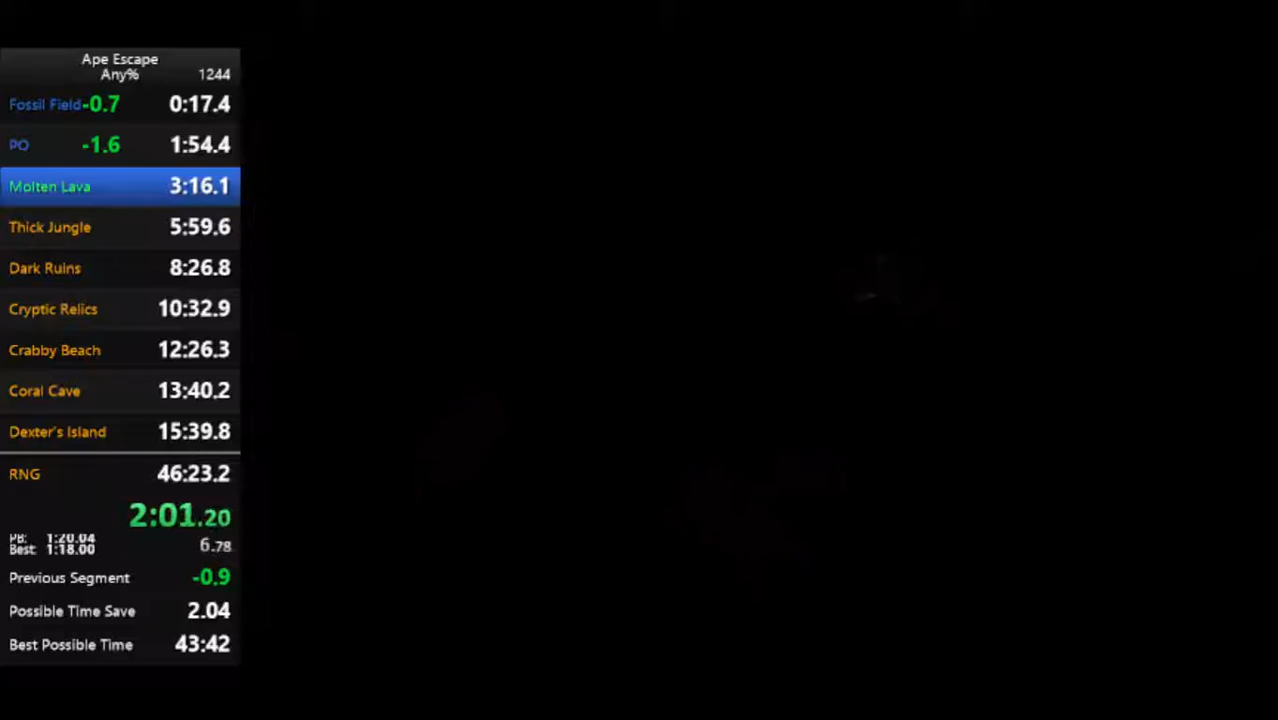 Ape Escape
Any% 1244
Fossil Field -0.7 0:17.4
PO -1.6 1:54.4
Molten Lava 3:16.1
Thick Jungle 5:59.6
Dark Ruins 8:26.8
Cryptic Relics 10:32.9
Crabby Beach 12:26.3
Coral Cave 13:40.2
Dexter's Island 15:39.8
RNG 46:23.2
2:01.20
PB: 1:20.04
Best: 1:18.00 6.78
Previous Segment -0.9
Possible Time Save 2.04
Best Possible Time 43:42